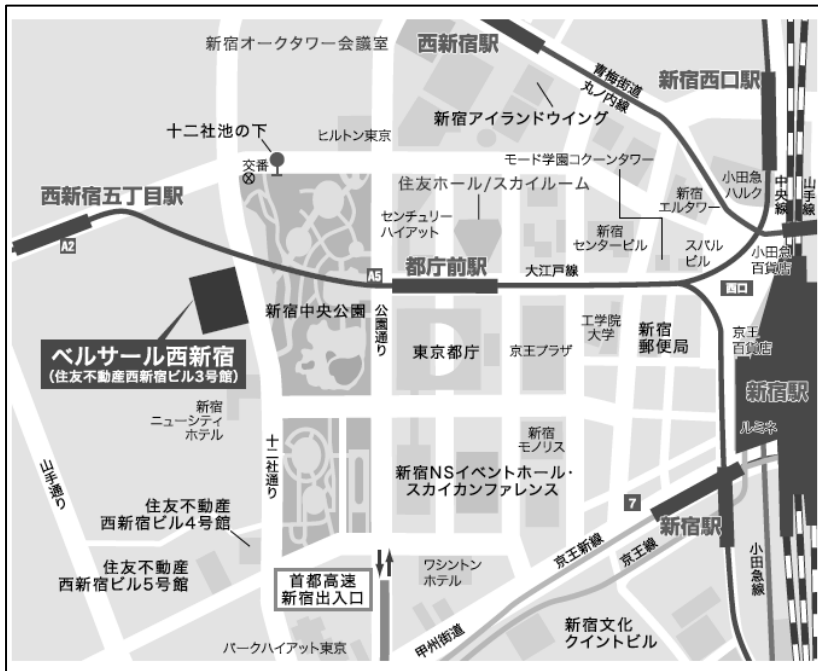 新宿オークタワー会議室
西新宿駅
青梅街道
丸ノ内線
新宿西口駅
新宿アイランドウイング
十二社池の下
ヒルトン東京
交番
モード学園コクーンタワー
小田急
ハルク
中央線
山手線
西新宿五丁目駅
住友ホール/スカイルーム
新宿
エルタワー
センチュリー
ハイアット
新宿
センタービル
スバル
ビル
小田急
百貨店
A2
A5
都庁前駅
大江戸線
西口
新宿中央公園
公園通り
東京都庁
京王プラザ
工学院
大学
新宿
郵便局
京王
百貨店
ベルサール西新宿
(住友不動産西新宿ビル3号館)
新宿駅
ルミネ
新宿
ニューシティ
ホテル
十二社通り
山手通り
新宿
モノリス
新宿NSイベントホール・
スカイカンファレンス
7
新宿駅
住友不動産
西新宿ビル4号館
住友不動産
西新宿ビル5号館
首都高速
新宿出入口
ワシントン
ホテル
京王新線
京王線
小田急線
パークハイアット東京
甲州街道
新宿文化
クイントビル